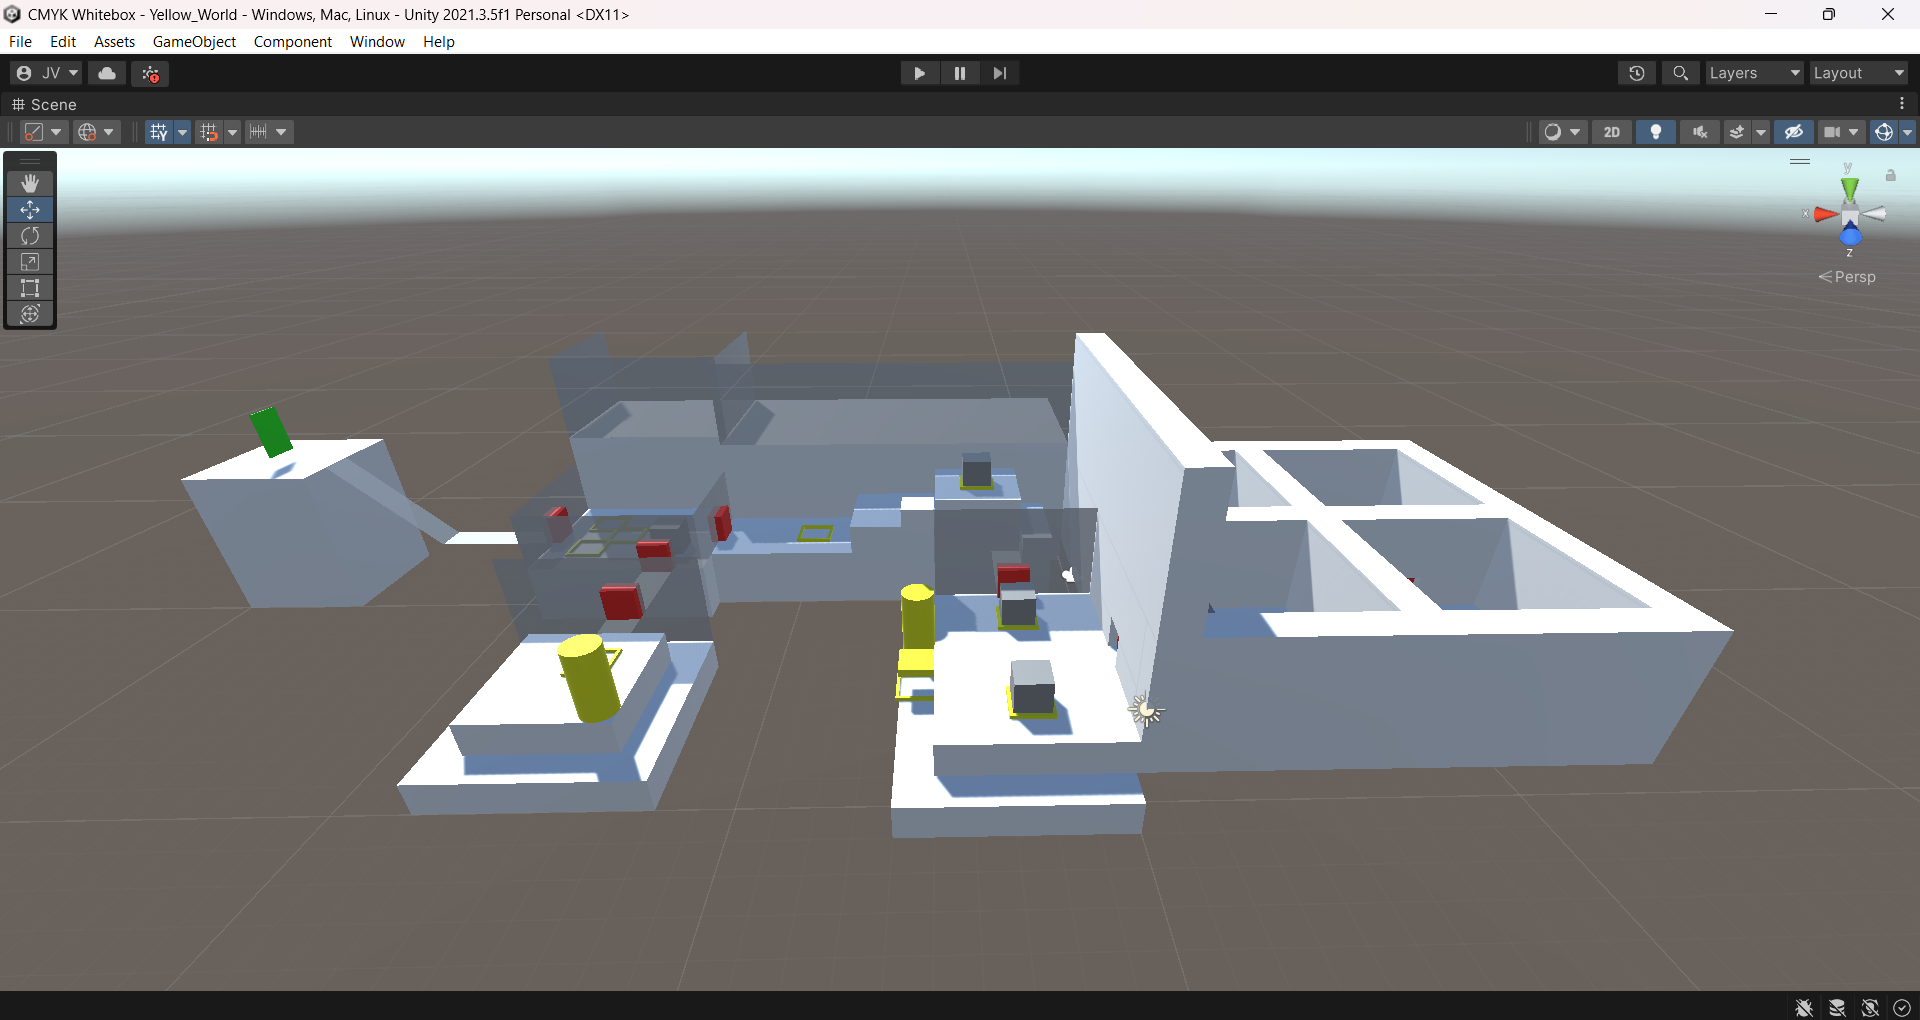 CMYK Whitebox - Yellow_World - Windows, Mac, Linux - Unity 2021.3.5f1 Personal <DX11>
File Edit Assets GameObject Component Window Help
JV Layers Layout
Scene
2D
y
x
z
Persp